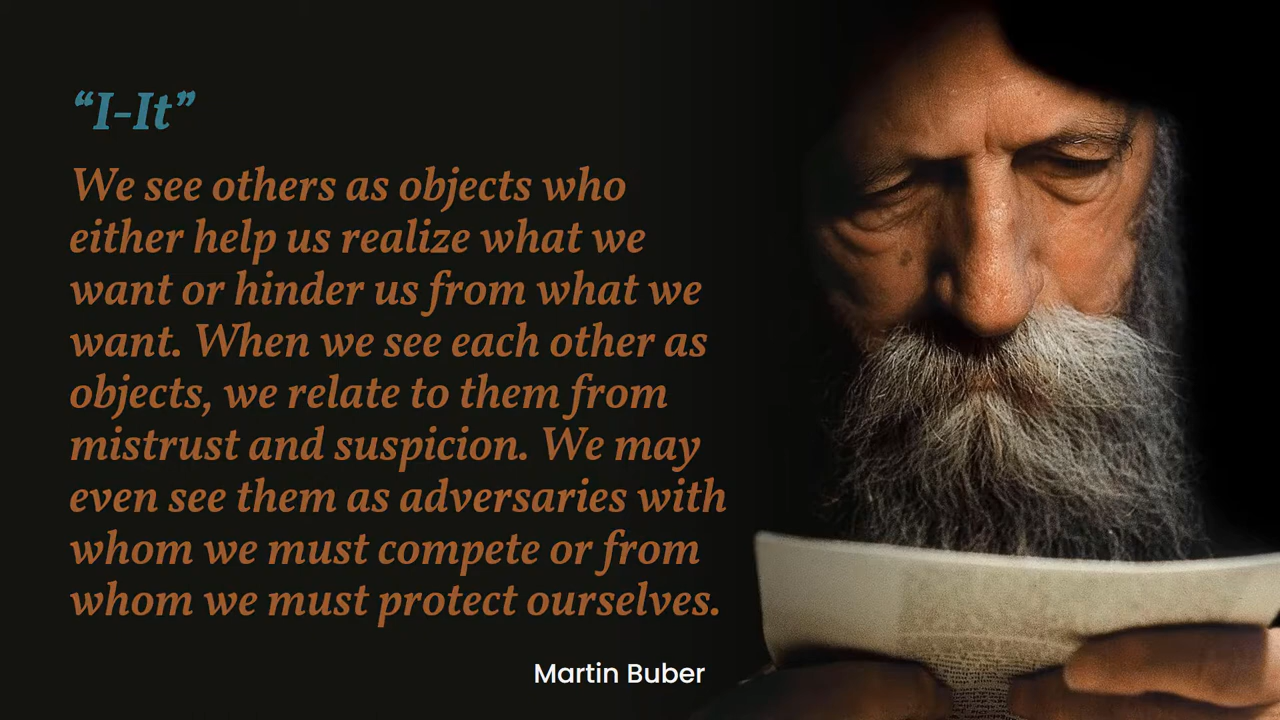 “I-It”
We see others as objects who
either help us realize what we
want or hinder us from what we
want. When we see each other as
objects, we relate to them from
mistrust and suspicion. We may
even see them as adversaries with
whom we must compete or from
whom we must protect ourselves.
Martin Buber